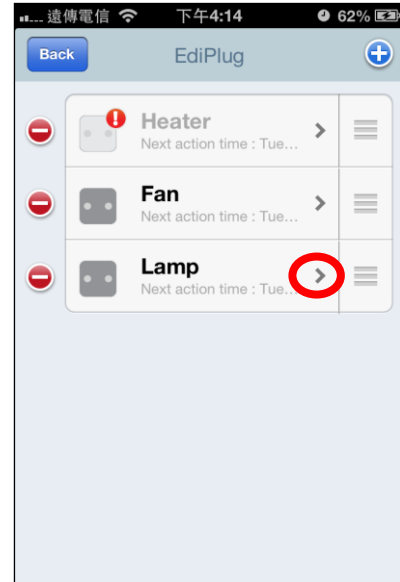 遠傳電信 下午4:14 62%
Back EdiPlug
Heater
Next action time : Tue...
Fan
Next action time : Tue...
Lamp
Next action time : Tue...